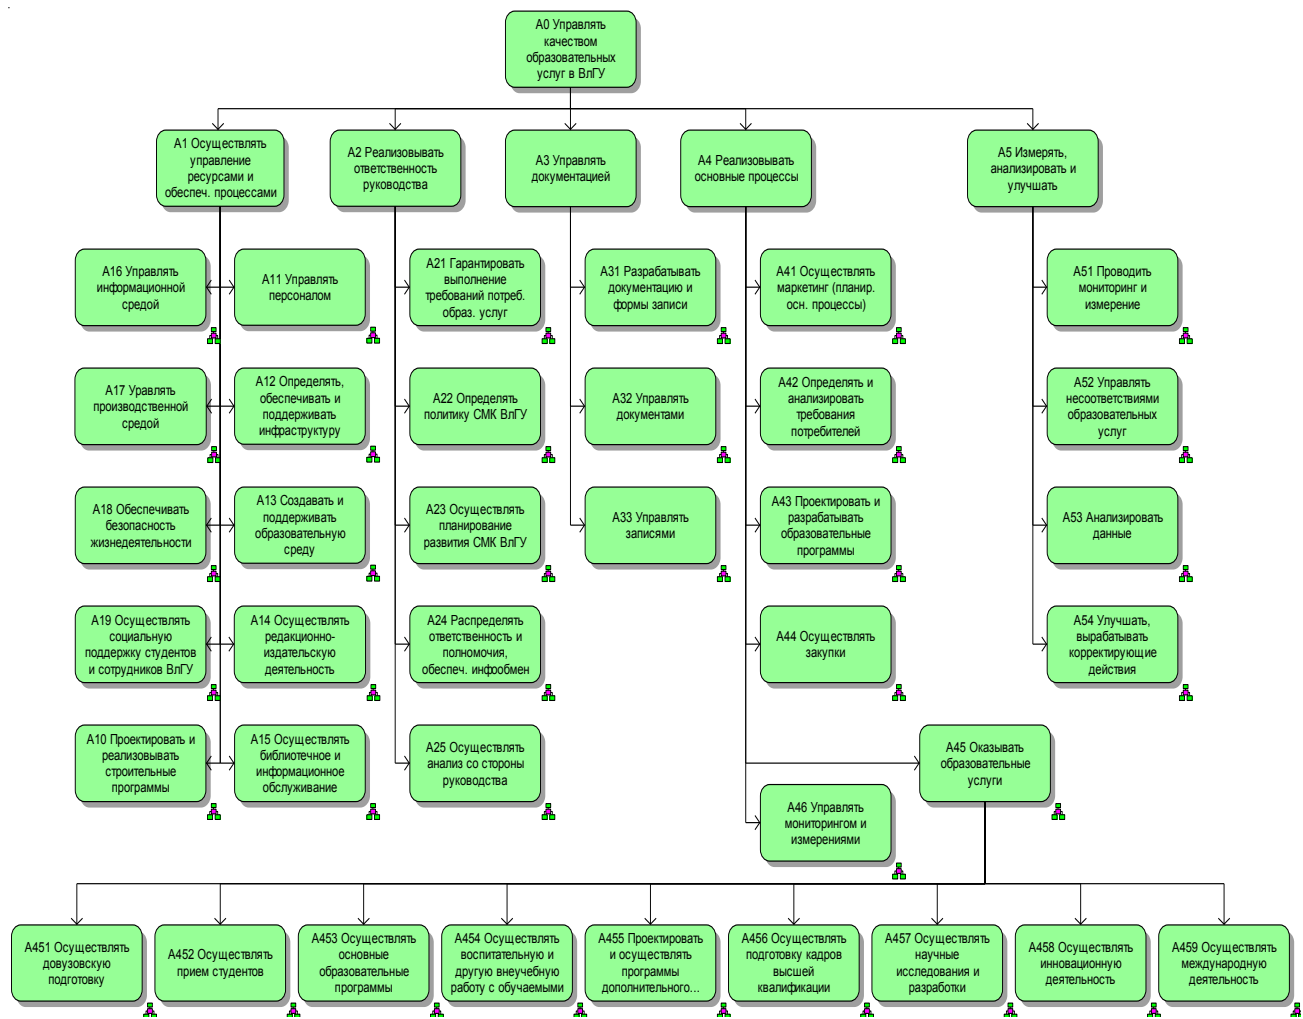 А0 Управлять
качеством
образовательных
услуг в ВлГУ
А1 Осуществлять
управление
ресурсами и
обеспеч. процессами
А2 Реализовывать
ответственность
руководства
А3 Управлять
документацией
А4 Реализовывать
основные процессы
А5 Измерять,
анализировать и
улучшать
А16 Управлять
информационной
средой
А11 Управлять
персоналом
А21 Гарантировать
выполнение
требований потреб.
образ. услуг
А31 Разрабатывать
документацию и
формы записи
А41 Осуществлять
маркетинг (планир.
осн. процессы)
А51 Проводить
мониторинг и
измерение
А17 Уравлять
производственной
средой
А12 Определять,
обеспечивать и
поддерживать
инфраструктуру
А22 Определять
политику СМК ВлГУ
А32 Управлять
документами
А42 Определять и
анализировать
требования
потребителей
А52 Управлять
несоответствиями
образовательных
услуг
А18 Обеспечивать
безопасность
жизнедеятельности
А13 Создавать и
поддерживать
образовательную
среду
А23 Осуществлять
планирование
развития СМК ВлГУ
А33 Управлять
записями
А43 Проектировать и
разрабатывать
образовательные
программы
А53 Анализировать
данные
А19 Осуществлять
социальную
поддержку студентов
и сотрудников ВлГУ
А14 Осуществлять
редакционно-
издательскую
деятельность
А24 Распределять
ответственность и
полномочия,
обеспеч. инфообмен
А44 Осуществлять
закупки
А54 Улучшать,
вырабатывать
корректирующие
действия
А10 Проектировать и
реализовывать
строительные
программы
А15 Осуществлять
библиотечное и
информационное
обслуживание
А25 Осуществлять
анализ со стороны
руководства
А45 Оказывать
образовательные
услуги
А46 Управлять
мониторингом и
измерениями
А451 Осуществлять
довузовскую
подготовку
А452 Осуществлять
прием студентов
А453 Осуществлять
основные
образовательные
программы
А454 Осуществлять
воспитательную и
другую внеучебную
работу с обучаемыми
А455 Проектировать
и осуществлять
программы
дополнительного...
А456 Осуществлять
подготовку кадров
высшей
квалификации
А457 Осуществлять
научные
исследования и
разработки
А458 Осуществлять
инновационную
деятельность
А459 Осуществлять
международную
деятельность